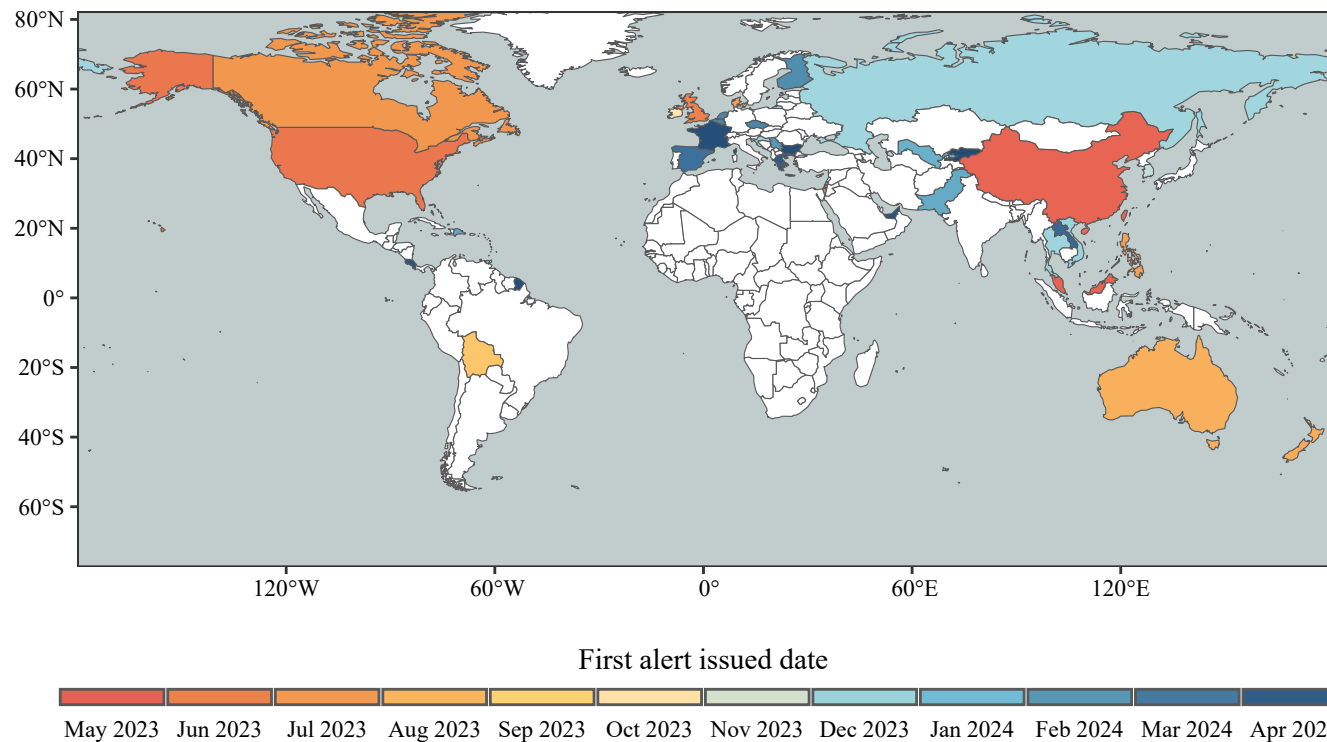 80°N
60°N
40°N
20°N
0°
20°S
40°S
60°S
120°W 60°W 0° 60°E 120°E
First alert issued date
May 2023 Jun 2023 Jul 2023 Aug 2023 Sep 2023 Oct 2023 Nov 2023 Dec 2023 Jan 2024 Feb 2024 Mar 2024 Apr 202